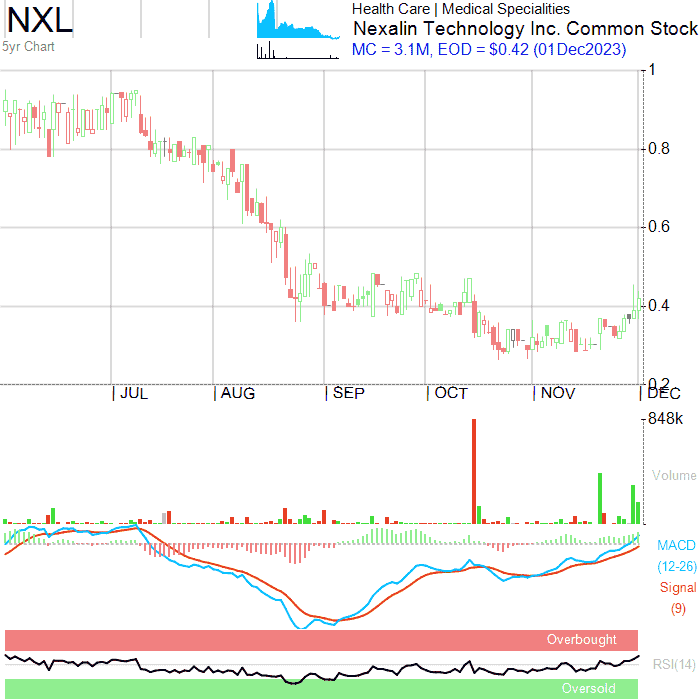 NXL
5yr Chart
Health Care | Medical Specialities
Nexalin Technology Inc. Common Stock
MC = 3.1M, EOD = $0.42 (01Dec2023)
1
0.8
0.6
0.4
0.2
JUL AUG SEP OCT NOV DEC
848k
Volume
MACD
(12-26)
Signal
(9)
Overbought
RSI(14)
Oversold